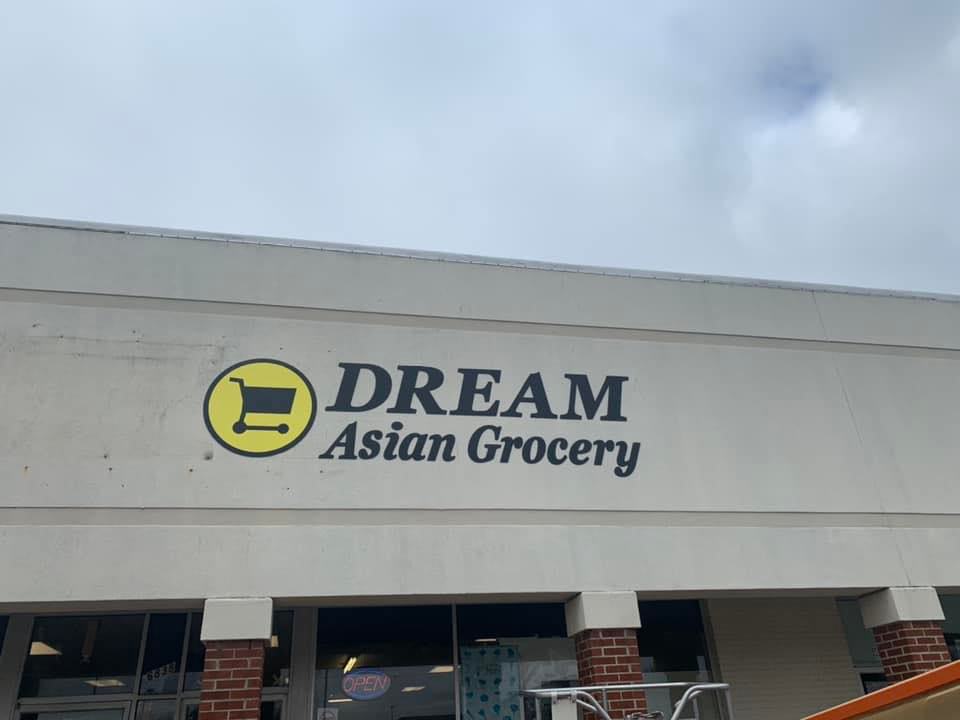 DREAM
Asian Grocery
OPEN